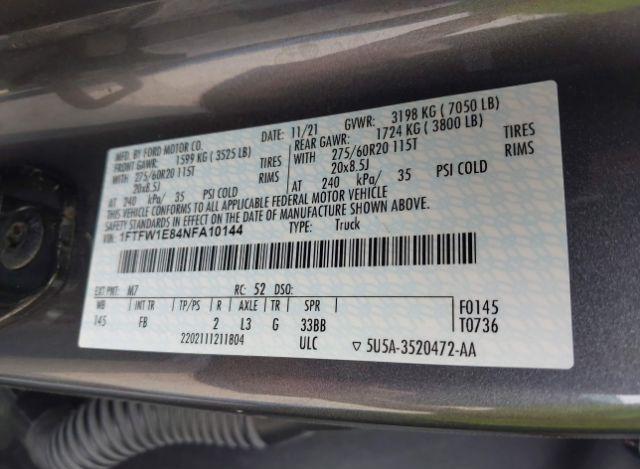 MFD. BY FORD MOTOR CO.
DATE: 11/21 GVWR: 3198 KG ( 7050 LB)
FRONT GAWR: 1599 KG ( 3525 LB)
REAR GAWR: 1724 KG ( 3800 LB)
WITH 275/60R20 115T TIRES
WITH 275/60R20 115T TIRES
20x8.5J RIMS
20x8.5J RIMS
AT 240 kPa/ 35 PSI COLD
AT 240 kPa/ 35 PSI COLD
THIS VEHICLE CONFORMS TO ALL APPLICABLE FEDERAL MOTOR VEHICLE
SAFETY STANDARDS IN EFFECT ON THE DATE OF MANUFACTURE SHOWN ABOVE.
VIN: 1FTFW1E84NFA10144 TYPE: Truck
EXT PNT: M7 RC: 52 DSO:
WB INT TR TP/PS R AXLE TR SPR F0145
145 FB 2 L3 G 33BB T0736
2202111211804 ULC ▽ 5U5A-3520472-AA